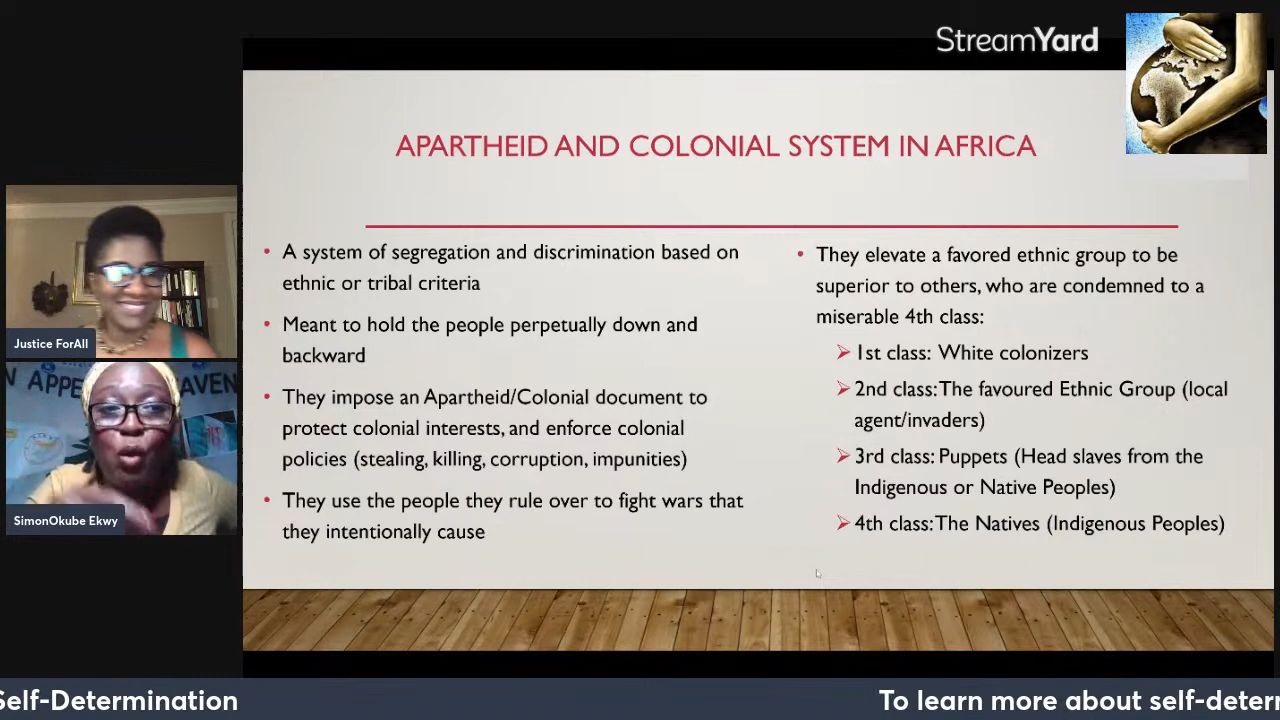 StreamYard
APARTHEID AND COLONIAL SYSTEM IN AFRICA
• A system of segregation and discrimination based on
ethnic or tribal criteria
• Meant to hold the people perpetually down and
backward
• They impose an Apartheid/Colonial document to
protect colonial interests, and enforce colonial
policies (stealing, killing, corruption, impunities)
• They use the people they rule over to fight wars that
they intentionally cause
• They elevate a favored ethnic group to be
superior to others, who are condemned to a
miserable 4th class:
➢ 1st class: White colonizers
➢ 2nd class: The favoured Ethnic Group (local
agent/invaders)
➢ 3rd class: Puppets (Head slaves from the
Indigenous or Native Peoples)
➢ 4th class: The Natives (Indigenous Peoples)
Justice ForAll
N APPE AVEN
SimonOkube Ekwy
Self-Determination
To learn more about self-deter